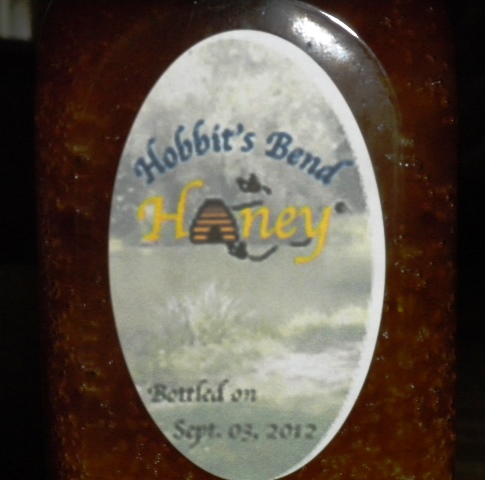 Hobbit's Bend
Honey
Bottled on
Sept. 03, 2012